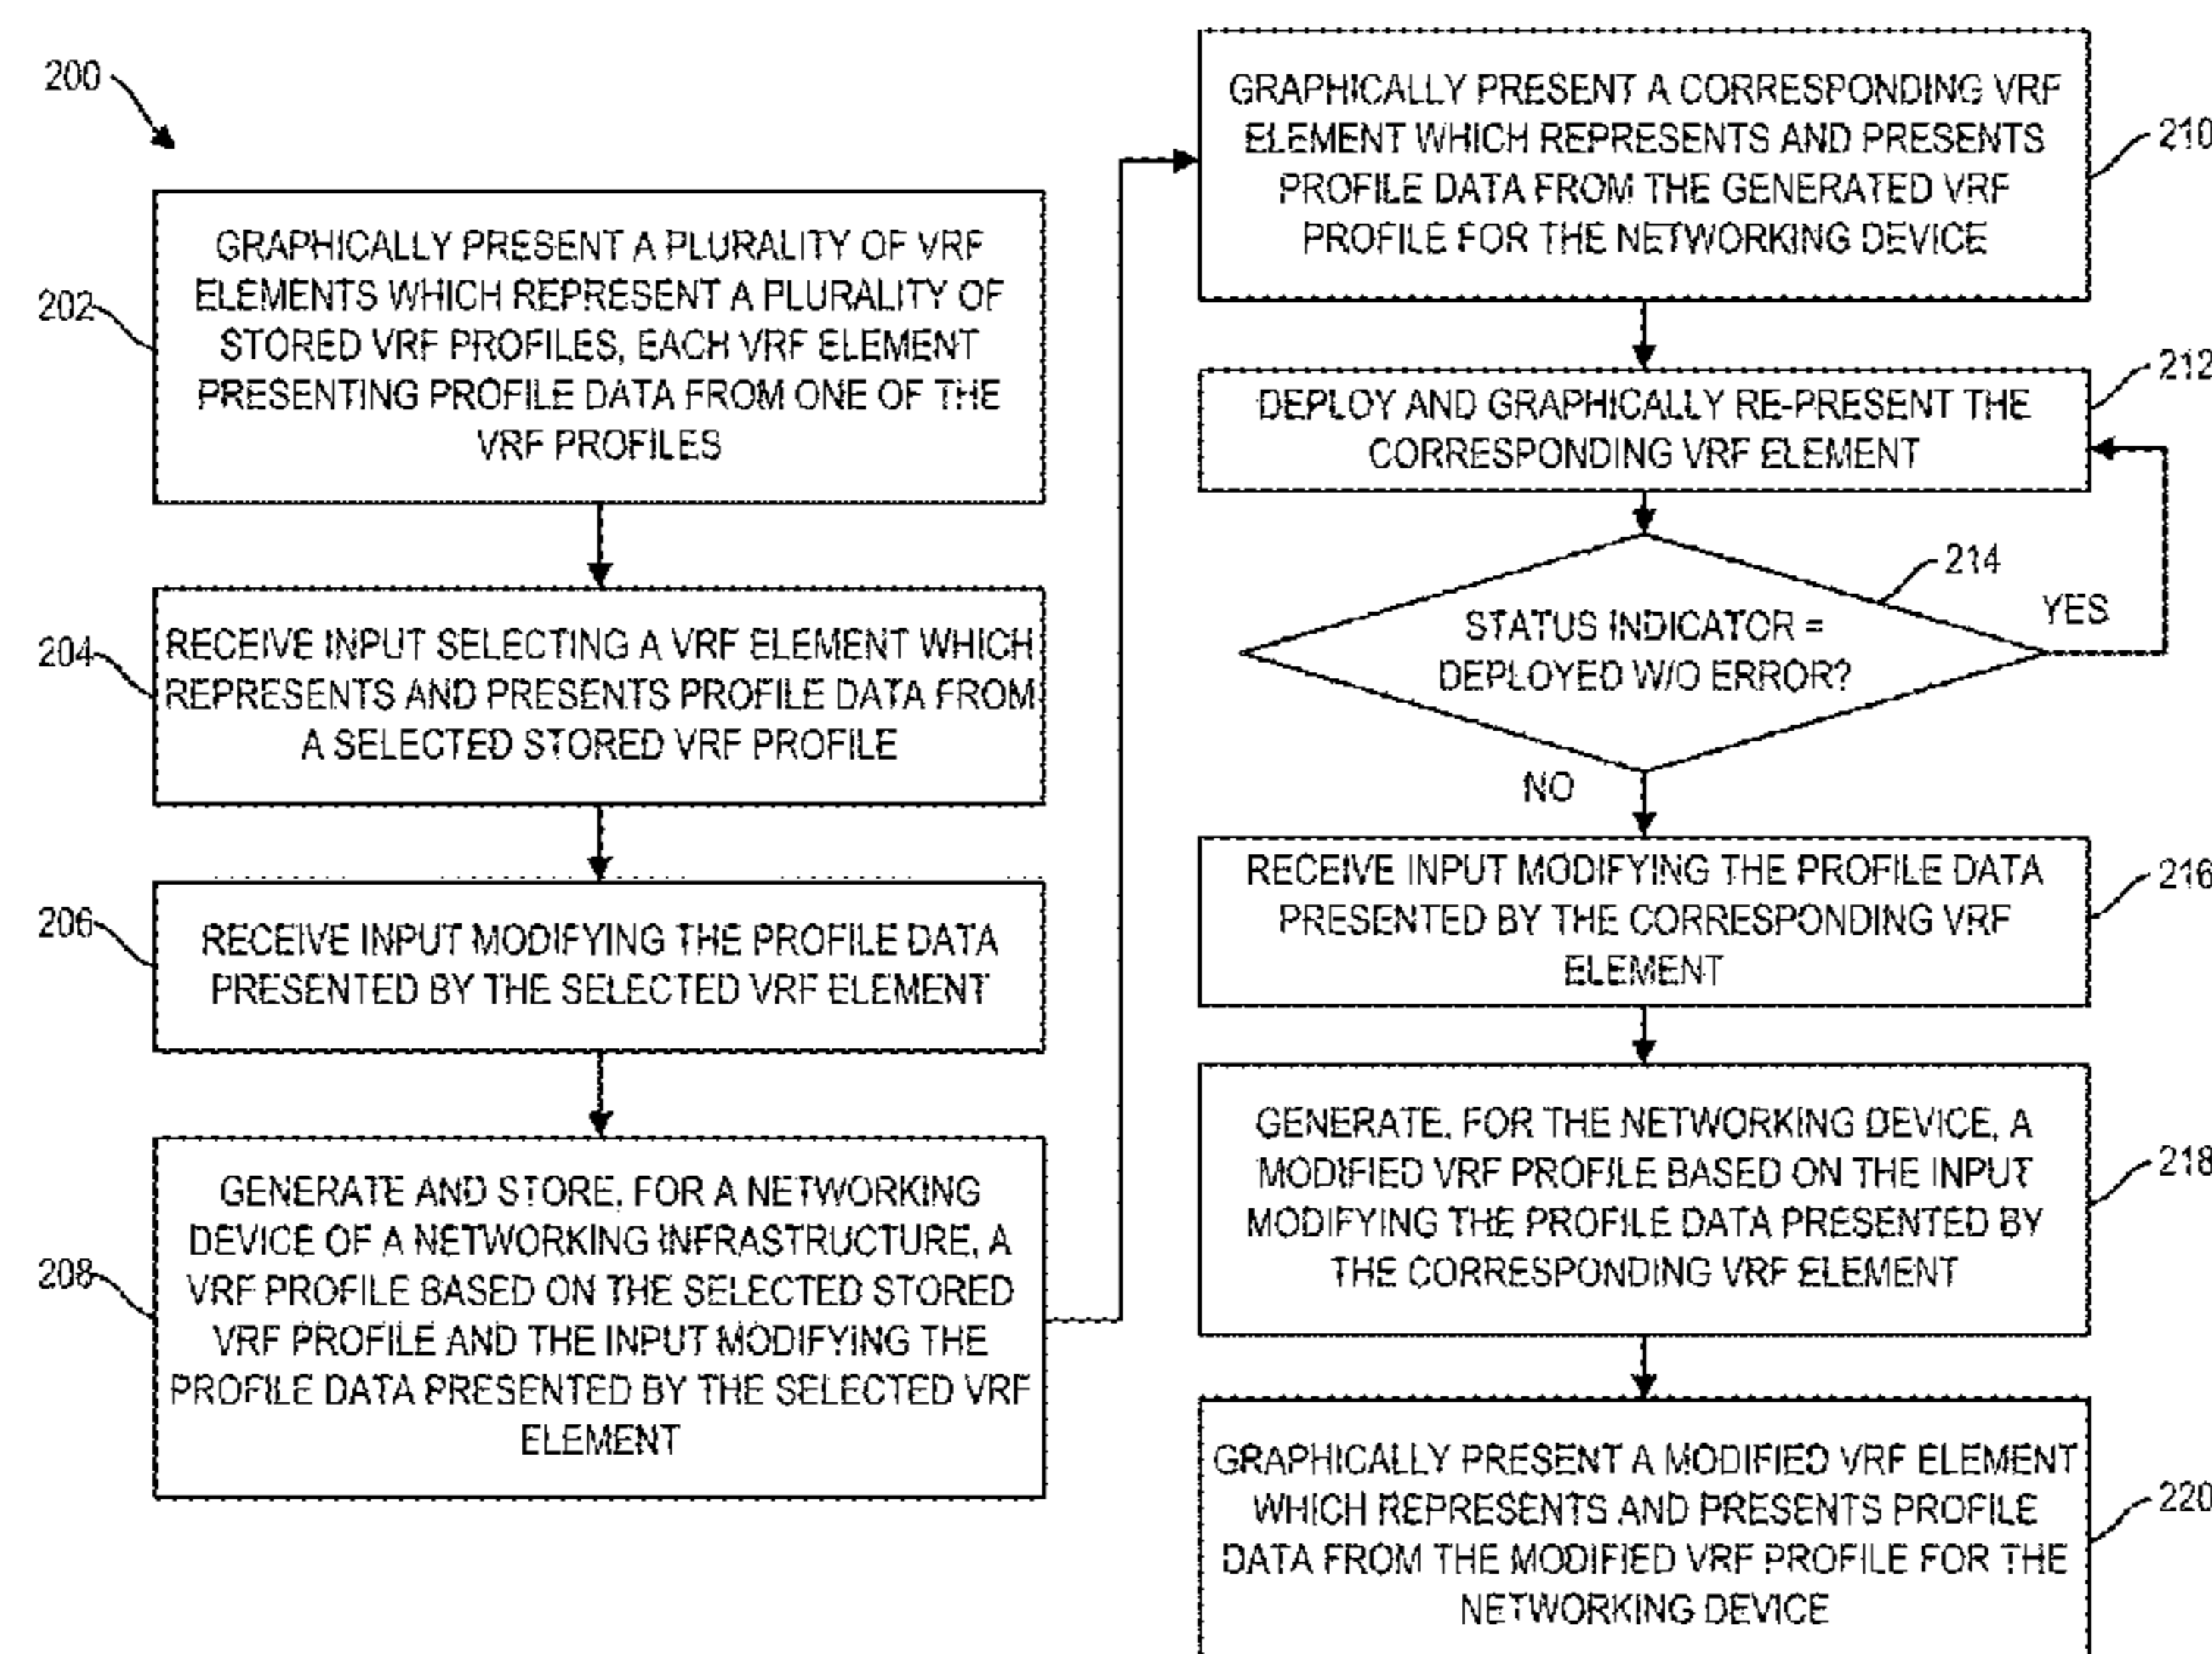 200
202
GRAPHICALLY PRESENT A PLURALITY OF VRF
ELEMENTS WHICH REPRESENT A PLURALITY OF
STORED VRF PROFILES, EACH VRF ELEMENT
PRESENTING PROFILE DATA FROM ONE OF THE
VRF PROFILES
204
RECEIVE INPUT SELECTING A VRF ELEMENT WHICH
REPRESENTS AND PRESENTS PROFILE DATA FROM
A SELECTED STORED VRF PROFILE
206
RECEIVE INPUT MODIFYING THE PROFILE DATA
PRESENTED BY THE SELECTED VRF ELEMENT
208
GENERATE AND STORE, FOR A NETWORKING
DEVICE OF A NETWORKING INFRASTRUCTURE, A
VRF PROFILE BASED ON THE SELECTED STORED
VRF PROFILE AND THE INPUT MODIFYING THE
PROFILE DATA PRESENTED BY THE SELECTED VRF
ELEMENT
GRAPHICALLY PRESENT A CORRESPONDING VRF
ELEMENT WHICH REPRESENTS AND PRESENTS
PROFILE DATA FROM THE GENERATED VRF
PROFILE FOR THE NETWORKING DEVICE
210
DEPLOY AND GRAPHICALLY RE-PRESENT THE
CORRESPONDING VRF ELEMENT
212
STATUS INDICATOR =
DEPLOYED W/O ERROR?
214
YES
NO
RECEIVE INPUT MODIFYING THE PROFILE DATA
PRESENTED BY THE CORRESPONDING VRF
ELEMENT
216
GENERATE, FOR THE NETWORKING DEVICE, A
MODIFIED VRF PROFILE BASED ON THE INPUT
MODIFYING THE PROFILE DATA PRESENTED BY
THE CORRESPONDING VRF ELEMENT
218
GRAPHICALLY PRESENT A MODIFIED VRF ELEMENT
WHICH REPRESENTS AND PRESENTS PROFILE
DATA FROM THE MODIFIED VRF PROFILE FOR THE
NETWORKING DEVICE
220